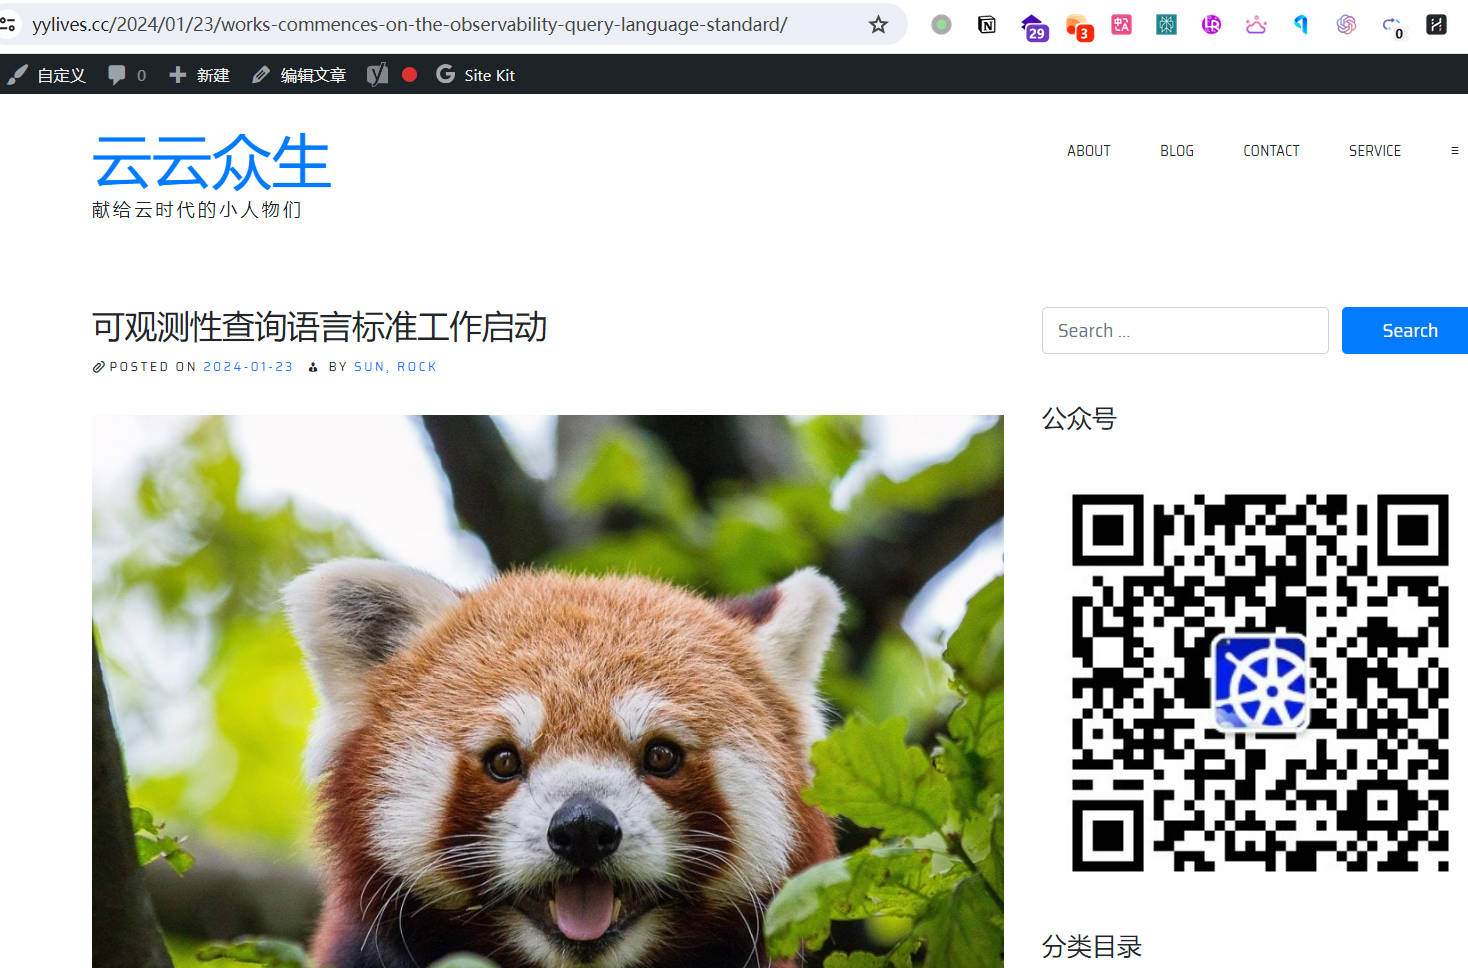 yylives.cc/2024/01/23/works-commences-on-the-observability-query-language-standard/
29
3
0
自定义
0
新建
编辑文章
Site Kit
云云众生
献给云时代的小人物们
ABOUT
BLOG
CONTACT
SERVICE
可观测性查询语言标准工作启动
POSTED ON 2024-01-23 BY SUN, ROCK
Search ...
Search
公众号
分类目录